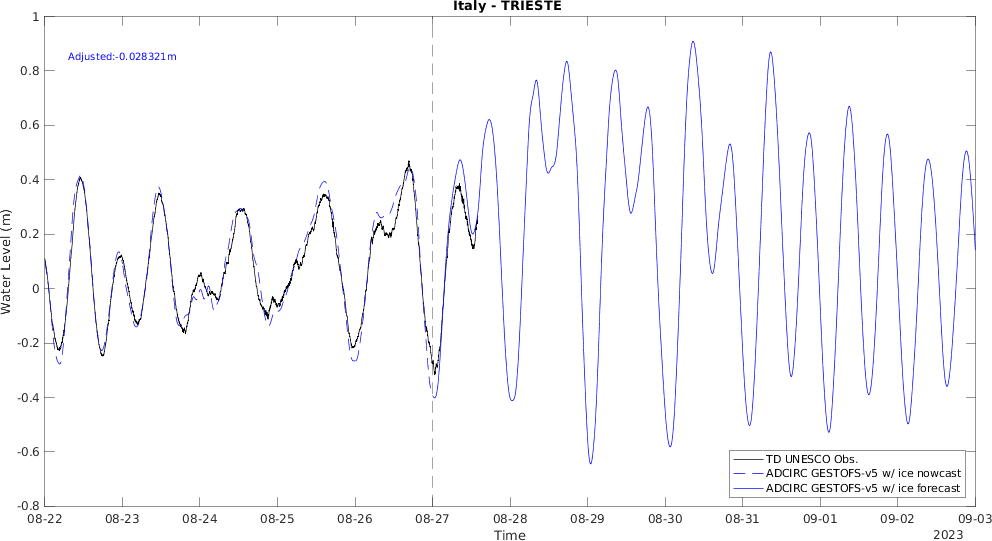 Italy - TRIESTE
Adjusted:-0.028321m
1
0.8
0.6
0.4
0.2
0
-0.2
-0.4
-0.6
-0.8
Water Level (m)
TD UNESCO Obs.
ADCIRC GESTOFS-v5 w/ ice nowcast
ADCIRC GESTOFS-v5 w/ ice forecast
08-22 08-23 08-24 08-25 08-26 08-27 08-28 08-29 08-30 08-31 09-01 09-02 09-03
Time
2023